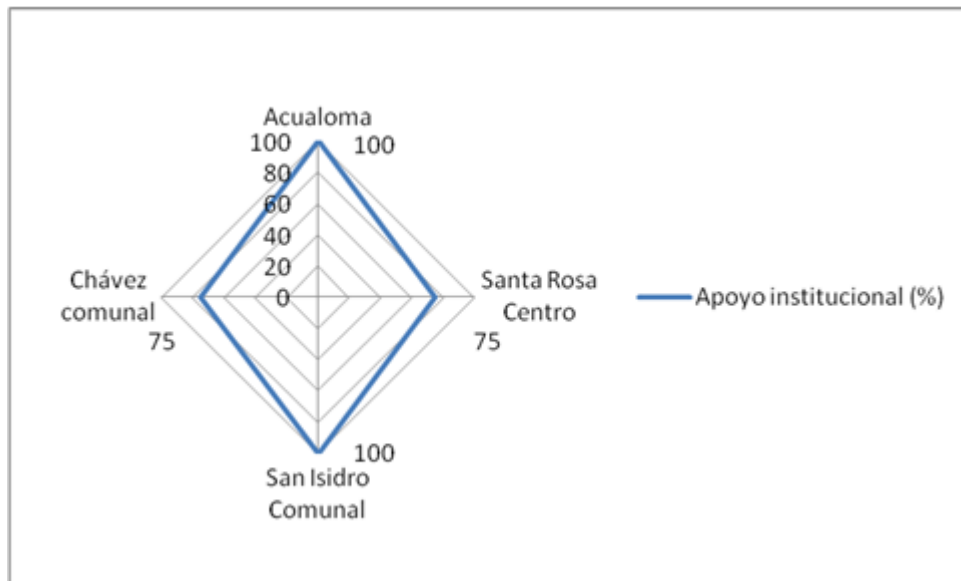 Acualoma
100
100
80
60
40
20
0
Chávez
comunal
75
Santa Rosa
Centro
75
Apoyo institucional (%)
100
San Isidro
Comunal